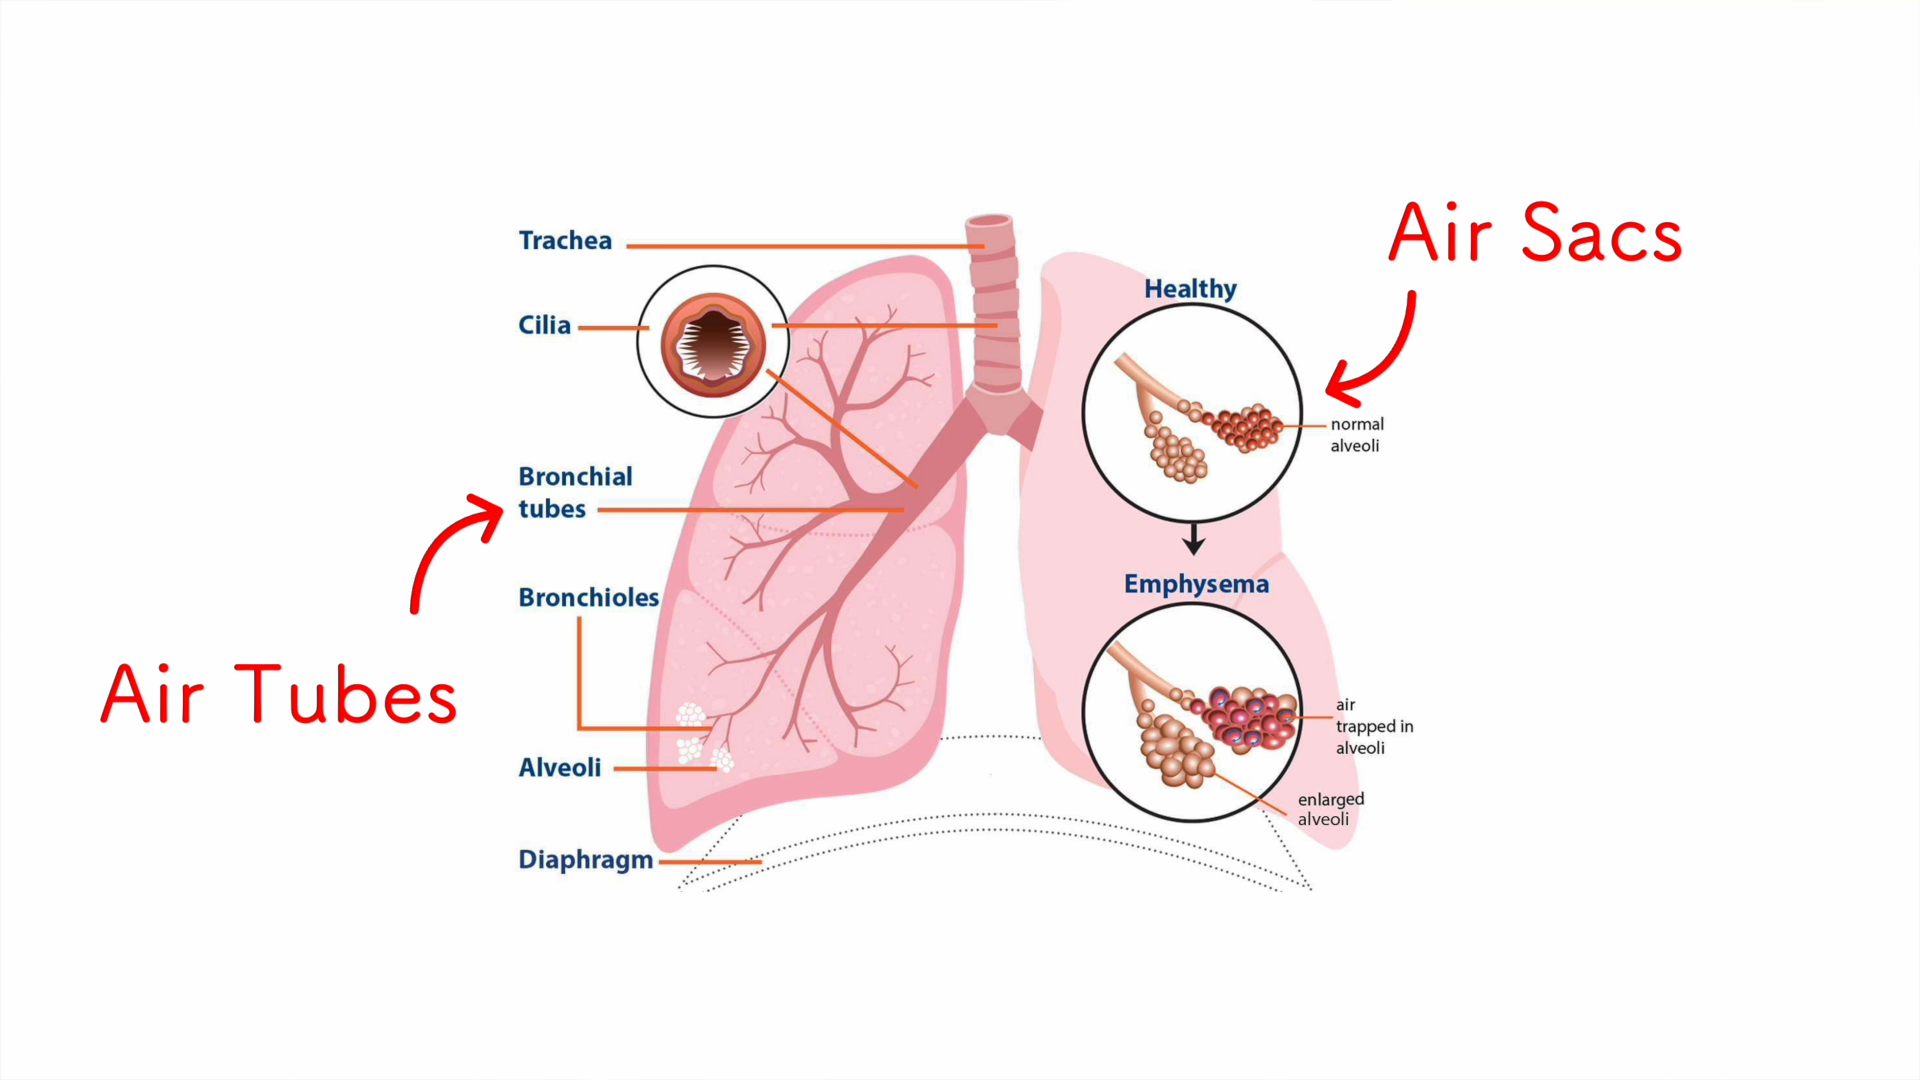 Air Sacs
Trachea
Healthy
Cilia
normal
alveoli
Bronchial
tubes
Emphysema
Bronchioles
Air Tubes
air
trapped in
alveoli
Alveoli
enlarged
alveoli
Diaphragm